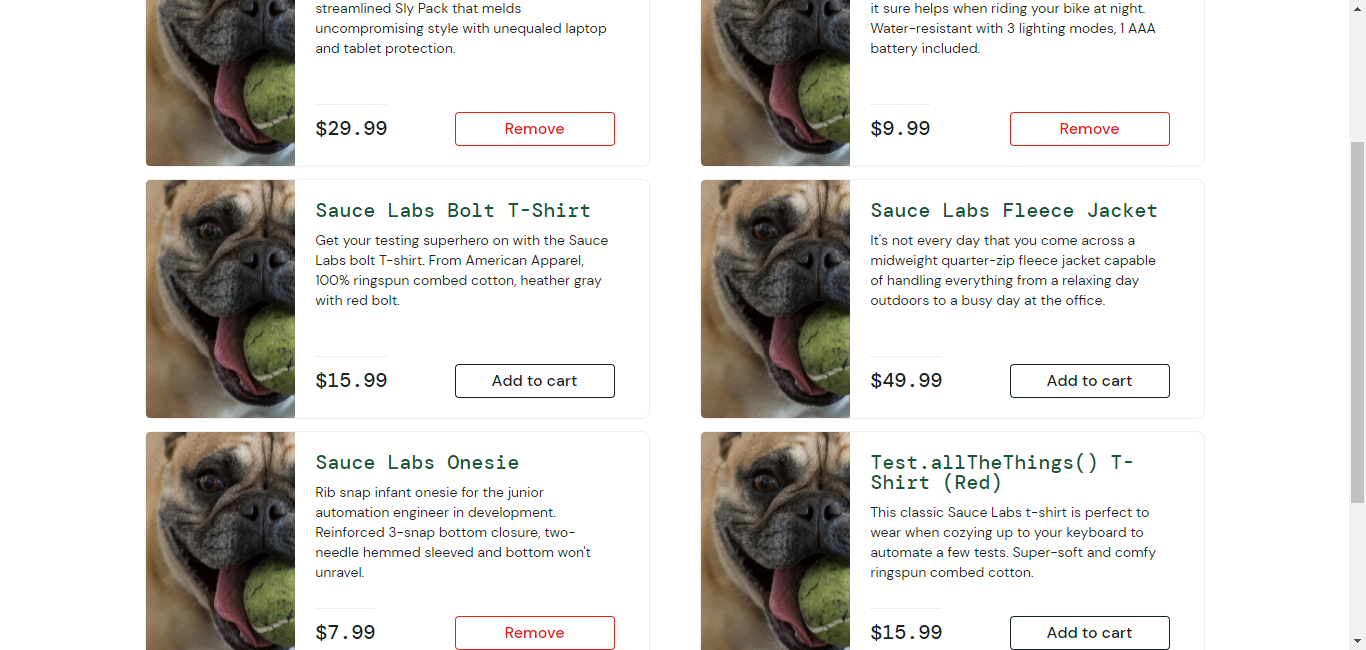 streamlined Sly Pack that melds
uncompromising style with unequaled laptop
and tablet protection.
$29.99
Remove
it sure helps when riding your bike at night.
Water-resistant with 3 lighting modes, 1 AAA
battery included.
$9.99
Remove
Sauce Labs Bolt T-Shirt
Get your testing superhero on with the Sauce
Labs bolt T-shirt. From American Apparel,
100% ringspun combed cotton, heather gray
with red bolt.
$15.99
Add to cart
Sauce Labs Fleece Jacket
It's not every day that you come across a
midweight quarter-zip fleece jacket capable
of handling everything from a relaxing day
outdoors to a busy day at the office.
$49.99
Add to cart
Sauce Labs Onesie
Rib snap infant onesie for the junior
automation engineer in development.
Reinforced 3-snap bottom closure, two-
needle hemmed sleeved and bottom won't
unravel.
$7.99
Remove
Test.allTheThings() T-
Shirt (Red)
This classic Sauce Labs t-shirt is perfect to
wear when cozying up to your keyboard to
automate a few tests. Super-soft and comfy
ringspun combed cotton.
$15.99
Add to cart